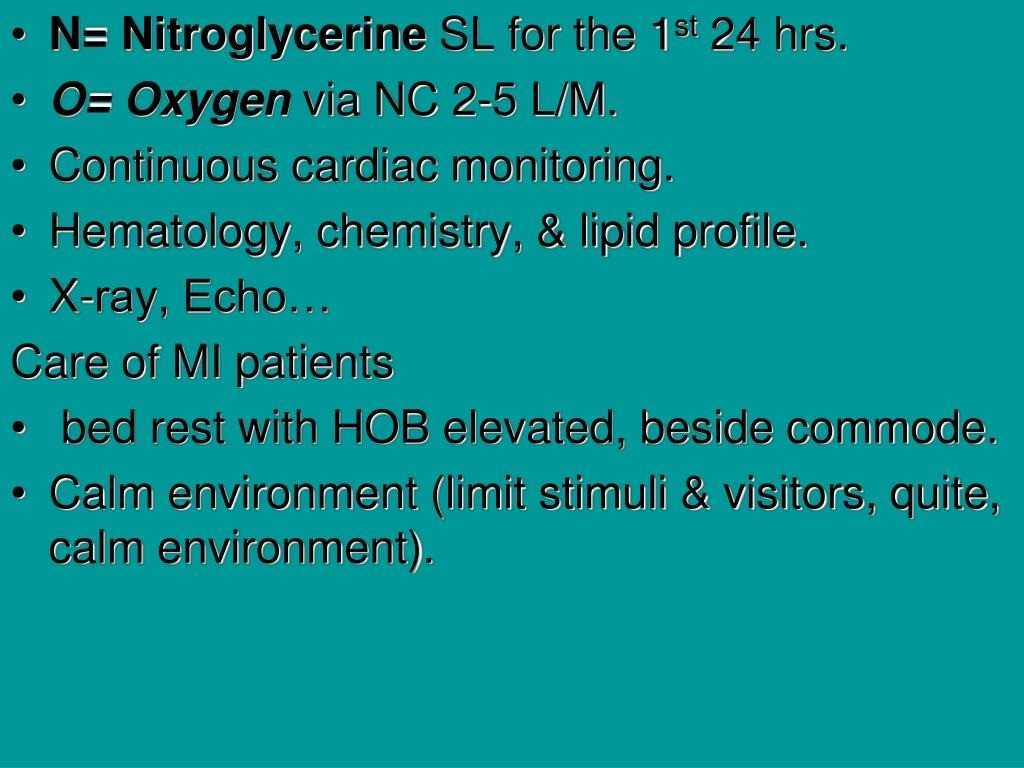 • N= Nitroglycerine SL for the 1st 24 hrs.
• O= Oxygen via NC 2-5 L/M.
• Continuous cardiac monitoring.
• Hematology, chemistry, & lipid profile.
• X-ray, Echo…
Care of MI patients
• bed rest with HOB elevated, beside commode.
• Calm environment (limit stimuli & visitors, quite,
calm environment).